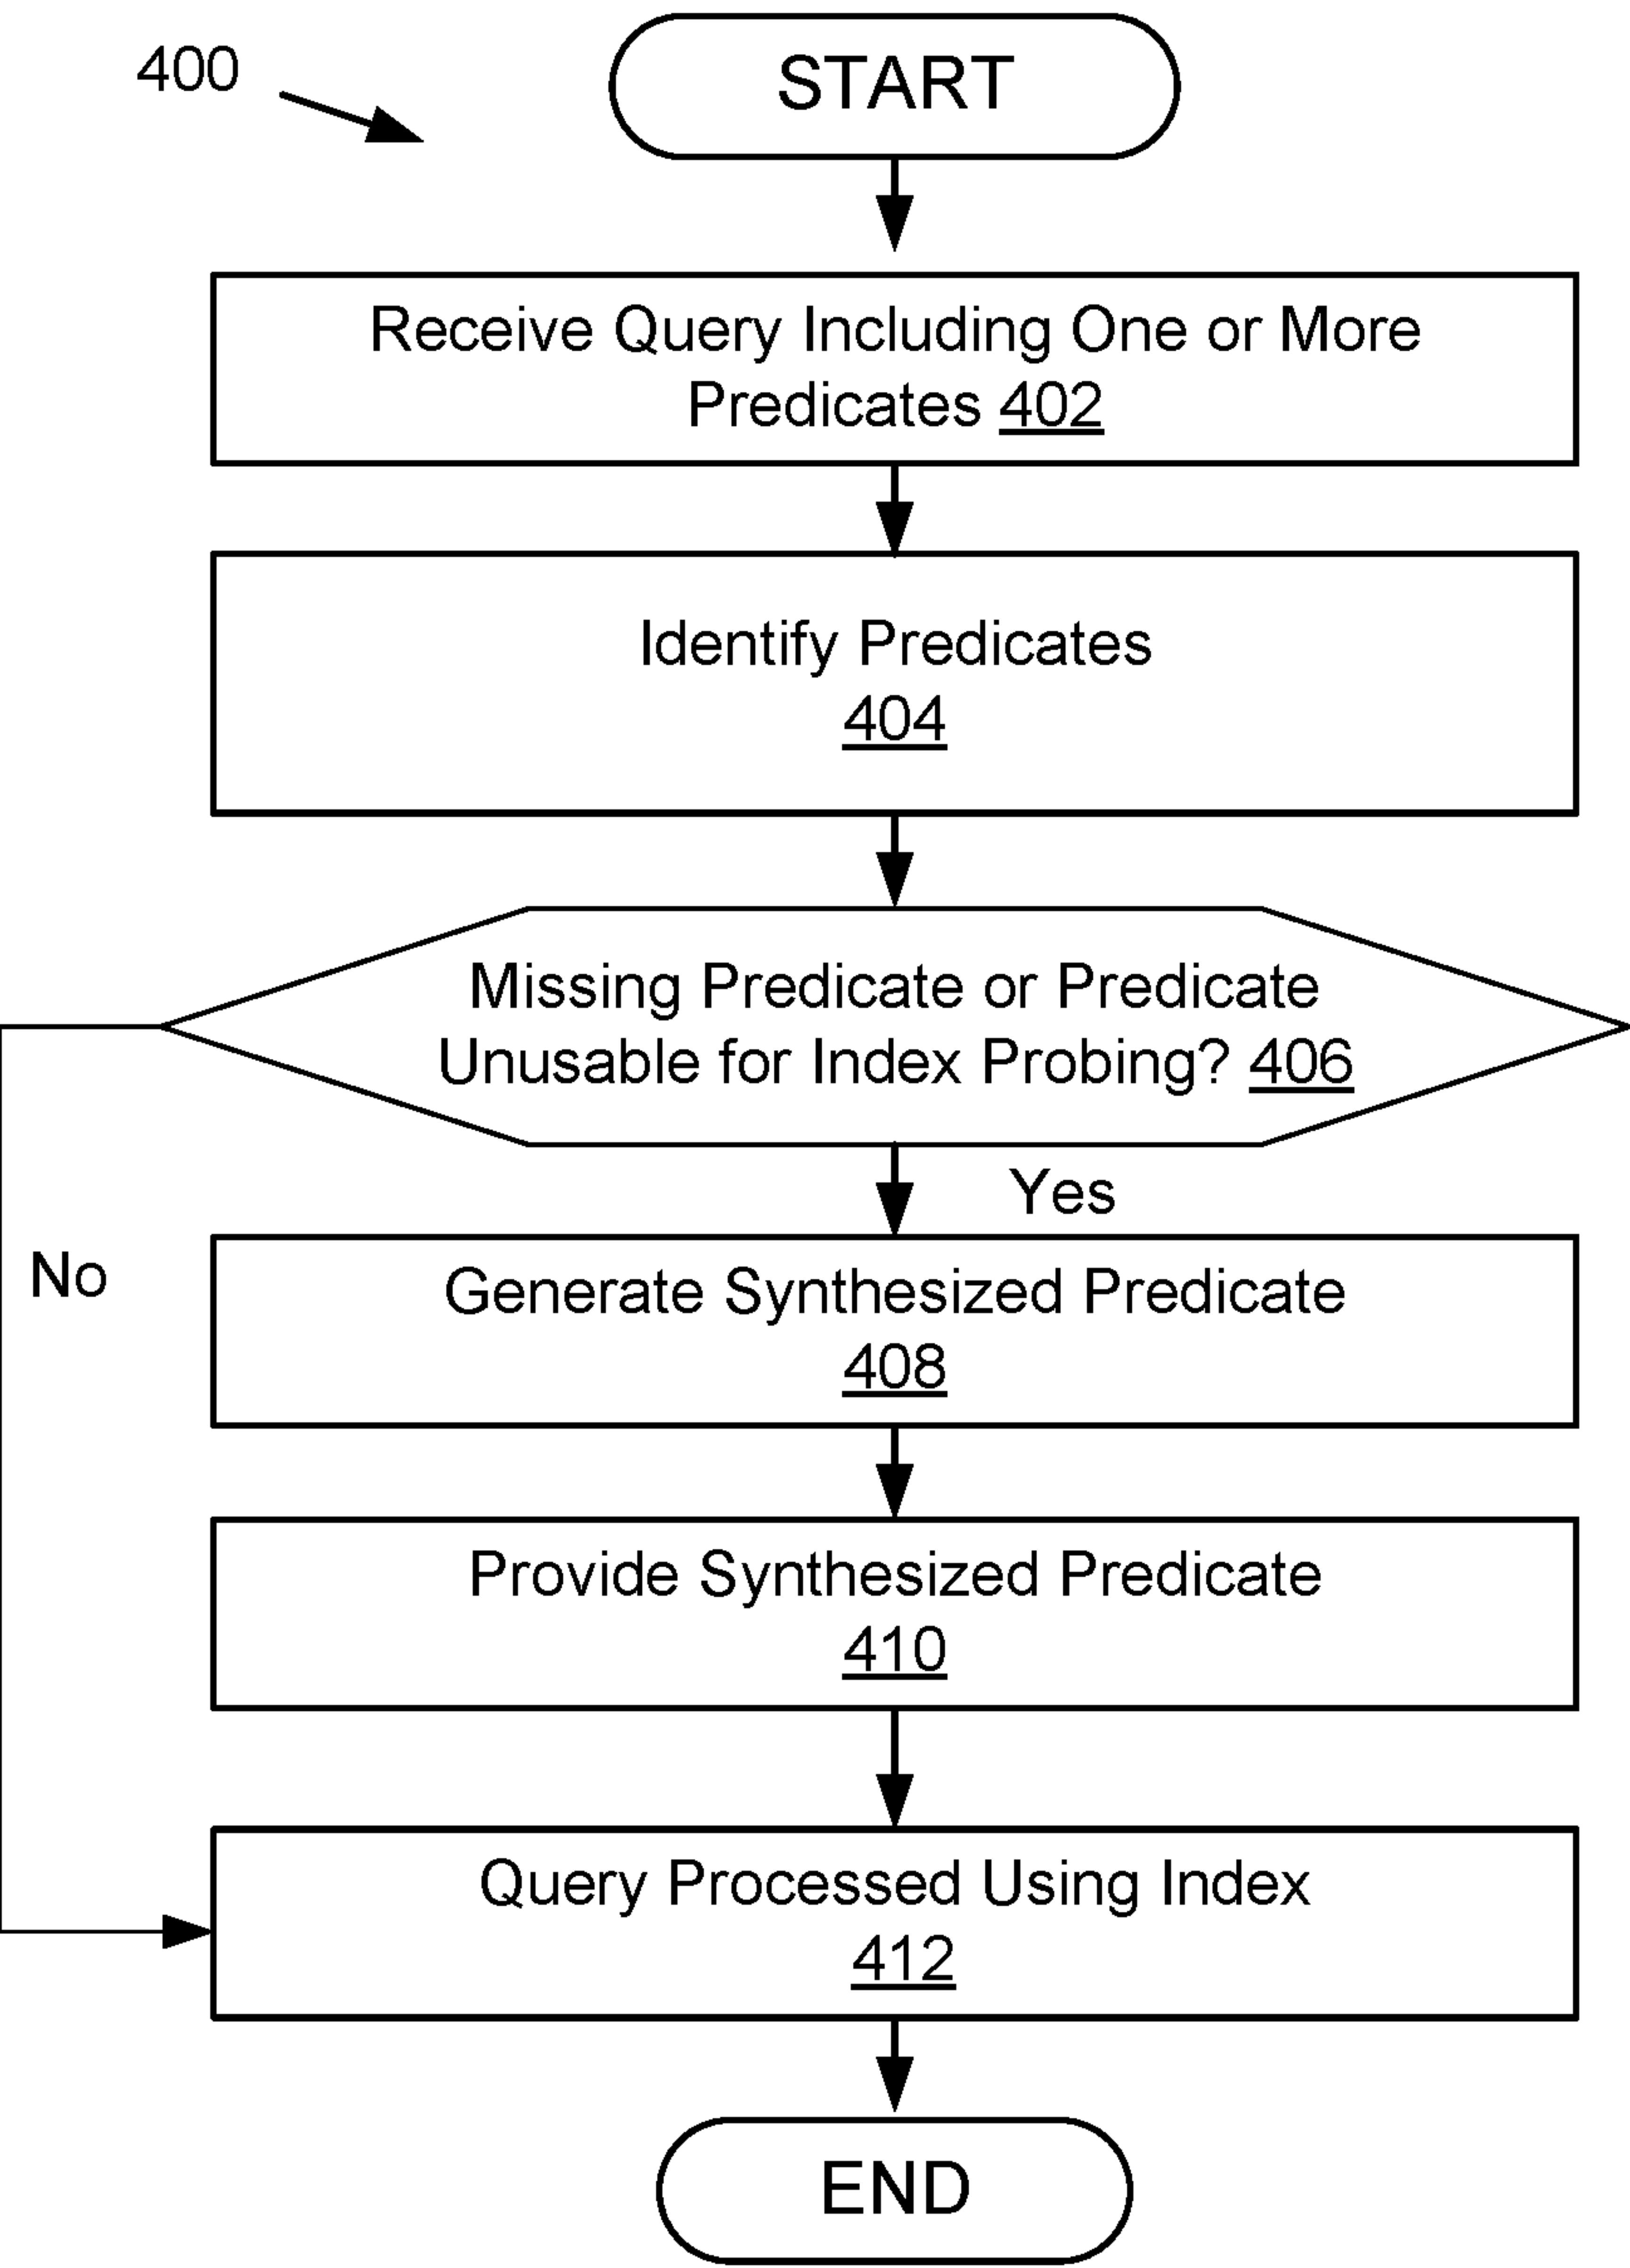 400
START
Receive Query Including One or More
Predicates 402
Identify Predicates
404
Missing Predicate or Predicate
Unusable for Index Probing? 406
Yes
No
Generate Synthesized Predicate
408
Provide Synthesized Predicate
410
Query Processed Using Index
412
END